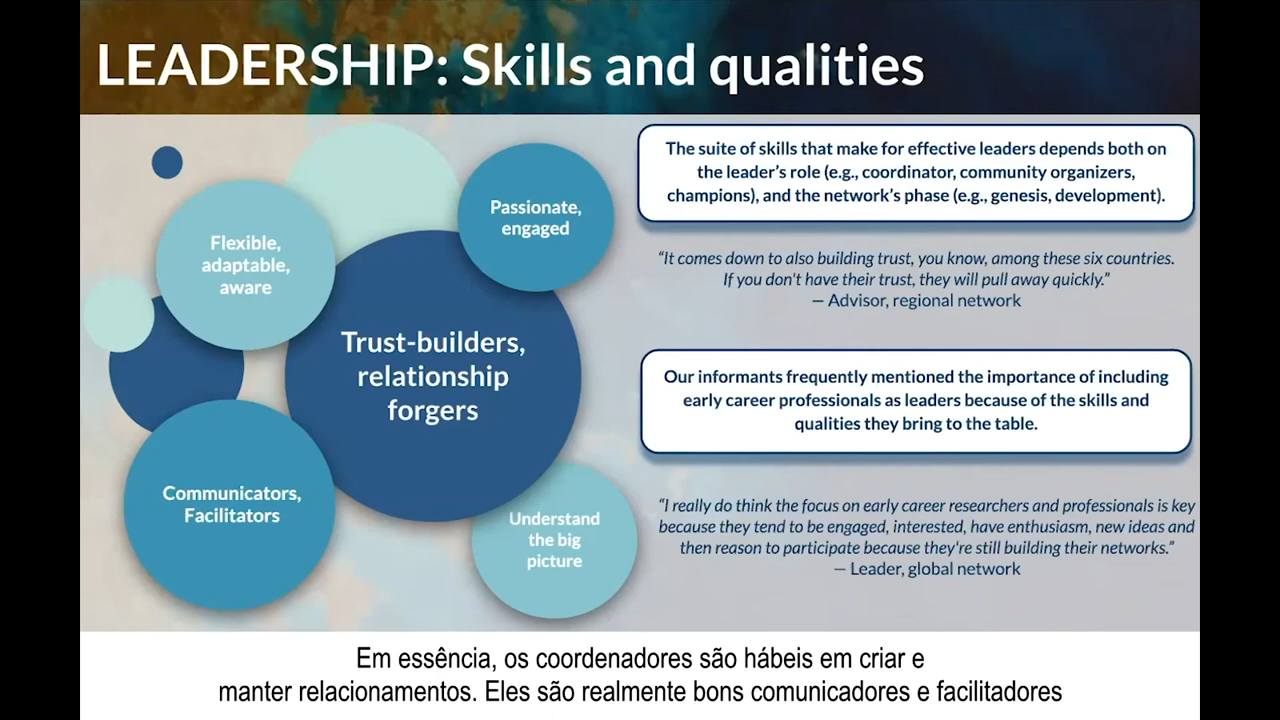 LEADERSHIP: Skills and qualities
Flexible,
adaptable,
aware
Passionate,
engaged
Trust-builders,
relationship
forgers
Communicators,
Facilitators
Understand
the big
picture
The suite of skills that make for effective leaders depends both on
the leader’s role (e.g., coordinator, community organizers,
champions), and the network’s phase (e.g., genesis, development).
“It comes down to also building trust, you know, among these six countries.
If you don't have their trust, they will pull away quickly.”
— Advisor, regional network
Our informants frequently mentioned the importance of including
early career professionals as leaders because of the skills and
qualities they bring to the table.
“I really do think the focus on early career researchers and professionals is key
because they tend to be engaged, interested, have enthusiasm, new ideas and
then reason to participate because they're still building their networks.”
— Leader, global network
Em essência, os coordenadores são hábeis em criar e
manter relacionamentos. Eles são realmente bons comunicadores e facilitadores